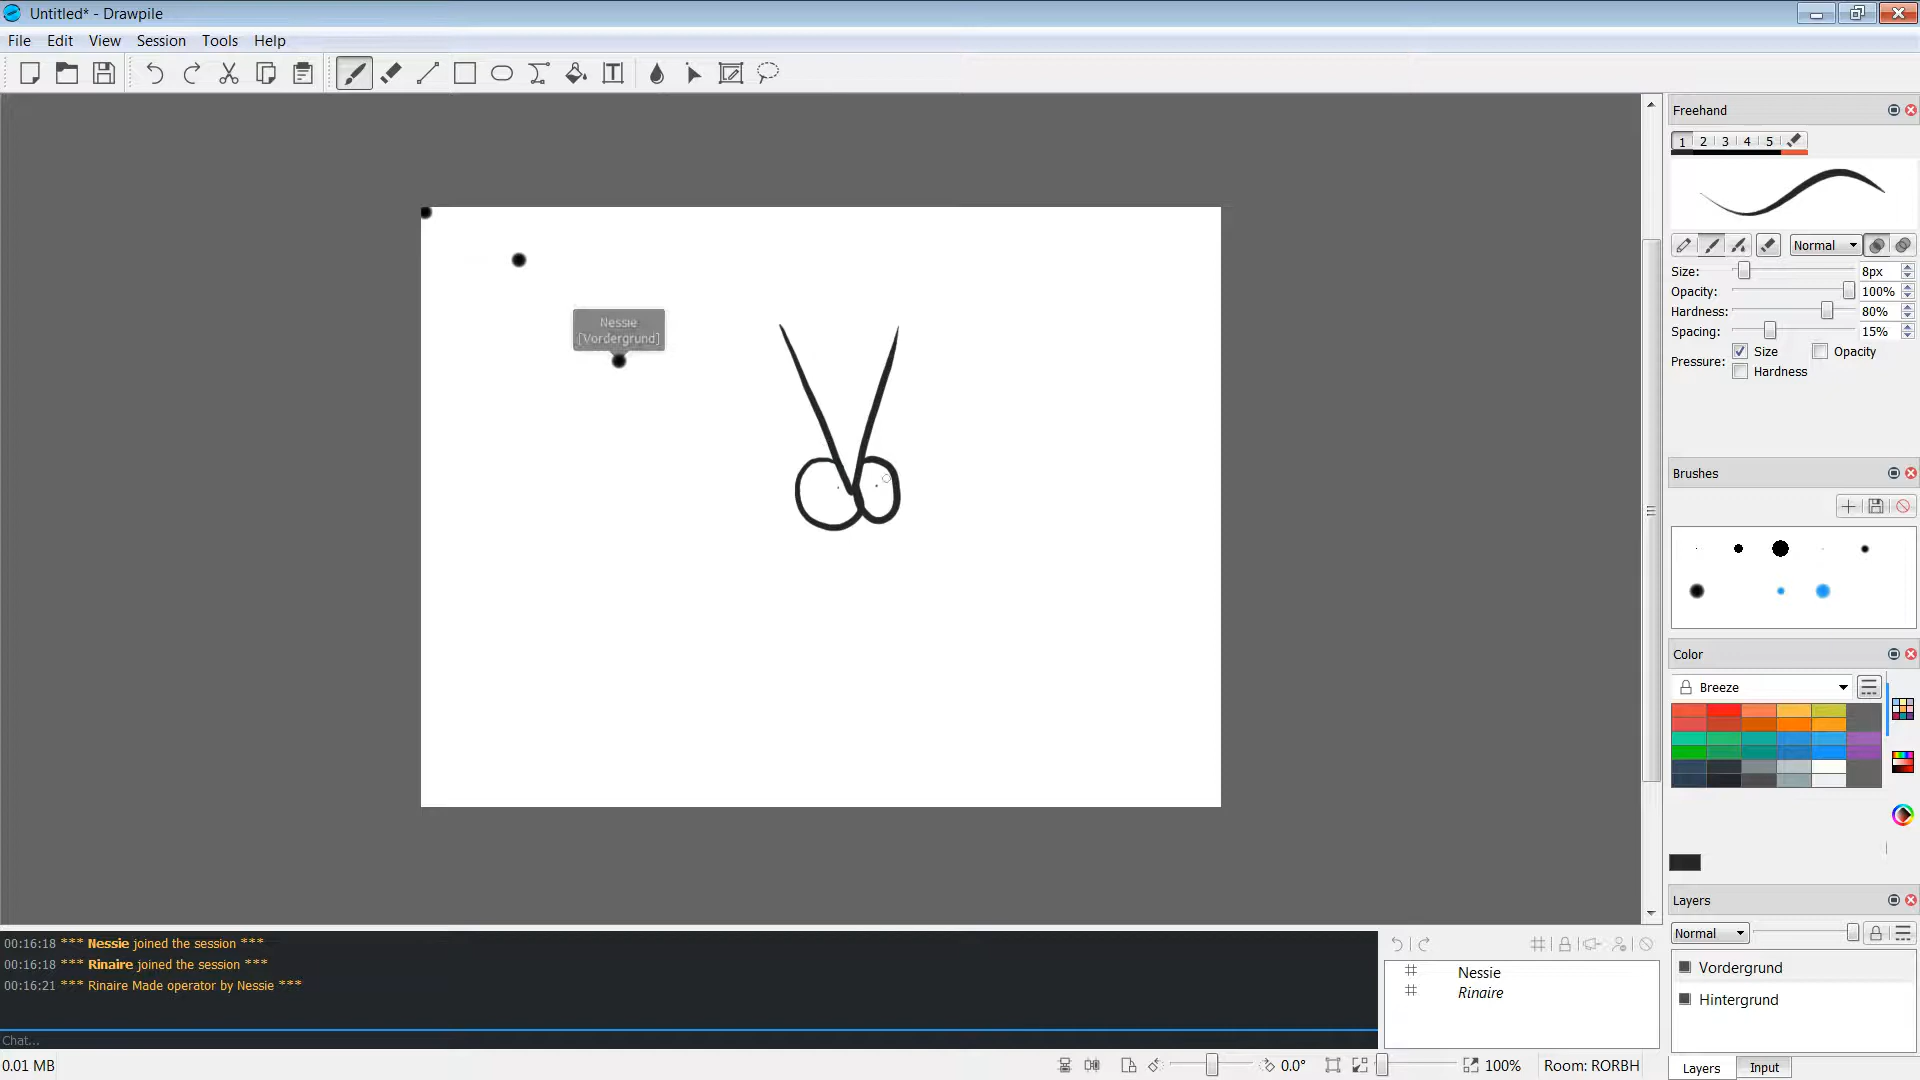 Untitled* - Drawpile
File Edit View Session Tools Help
Freehand
1 2 3 4 5
Normal
Size: 8px
Opacity: 100%
Hardness: 80%
Spacing: 15%
Pressure: Size Opacity
Hardness
Nessie
[Vordergrund]
Brushes
Color
Breeze
Layers
Normal
Vordergrund
Hintergrund
Layers Input
00:16:18 *** Nessie joined the session ***
00:16:18 *** Rinaire joined the session ***
00:16:21 *** Rinaire Made operator by Nessie ***
Chat...
Nessie
Rinaire
0.01 MB
0.0°
100%
Room: RORBH